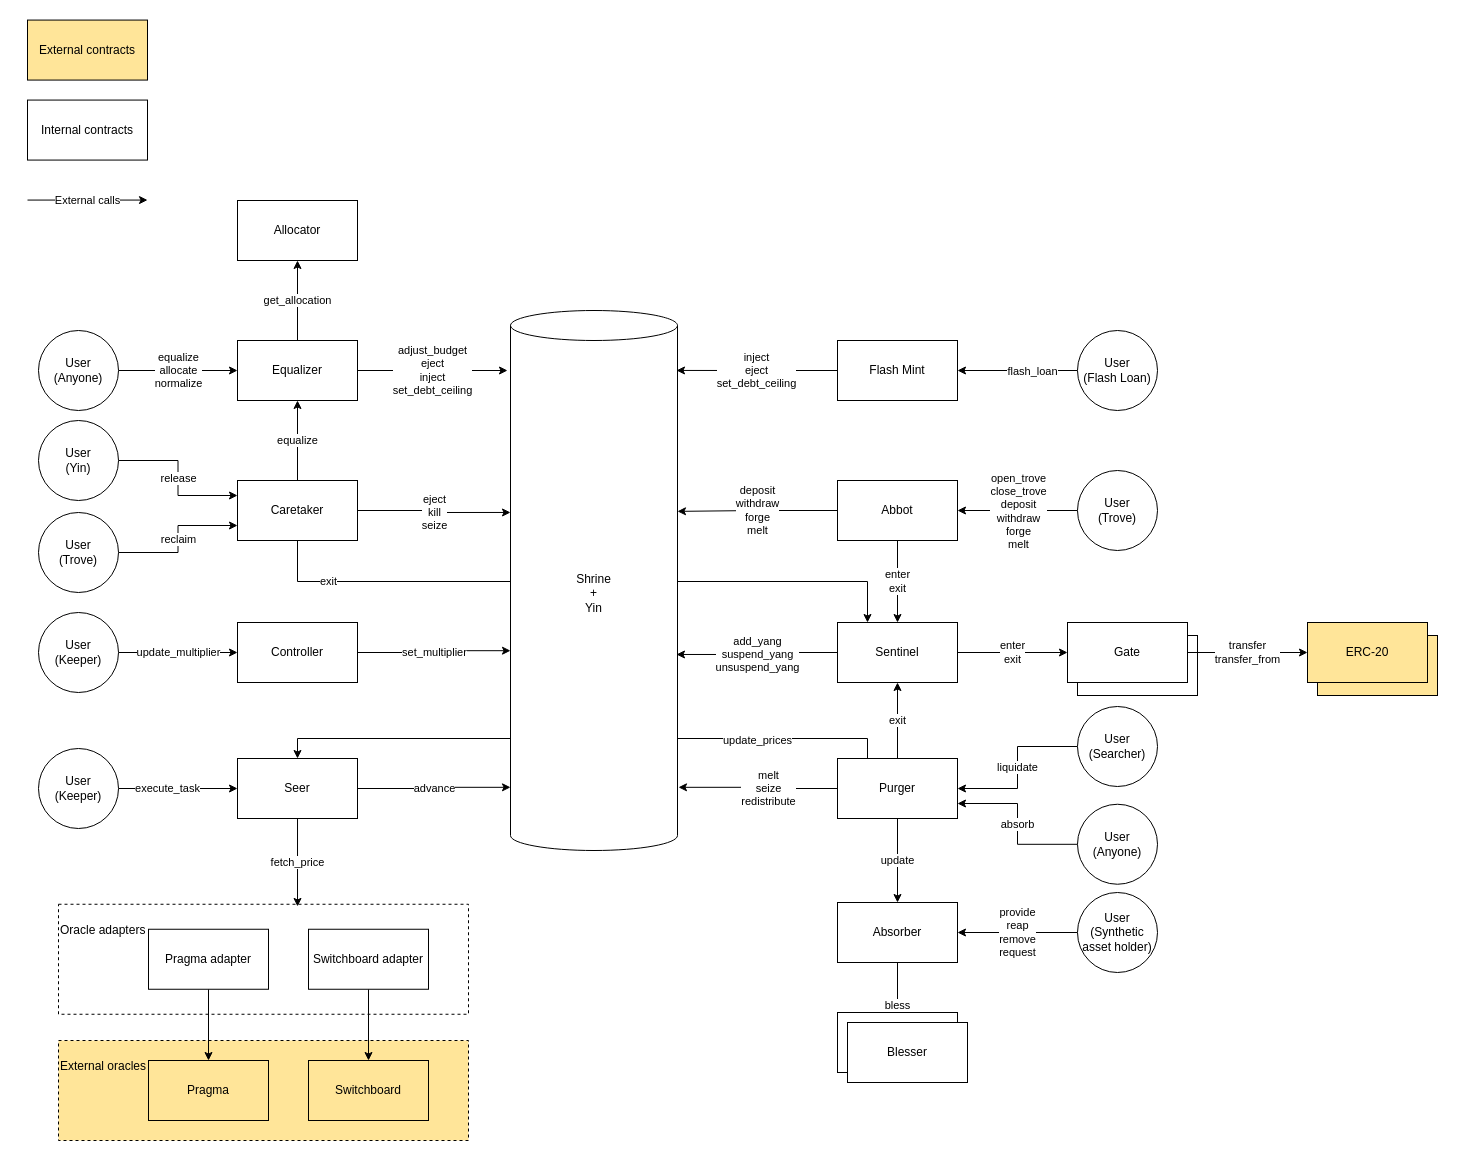 External contracts
Internal contracts
External calls
Allocator
get_allocation
User
(Anyone)
equalize
allocate
normalize
Equalizer
adjust_budget
eject
inject
set_debt_ceiling
inject
eject
set_debt_ceiling
Flash Mint
flash_loan
User
(Flash Loan)
User
(Yin)
release
equalize
Caretaker
eject
kill
seize
deposit
withdraw
forge
melt
Abbot
open_trove
close_trove
deposit
withdraw
forge
melt
User
(Trove)
User
(Trove)
reclaim
exit
Shrine
+
Yin
enter
exit
User
(Keeper)
update_multiplier
Controller
set_multiplier
add_yang
suspend_yang
unsuspend_yang
Sentinel
enter
exit
Gate
transfer
transfer_from
ERC-20
exit
update_prices
User
(Keeper)
execute_task
Seer
advance
melt
seize
redistribute
Purger
liquidate
User
(Searcher)
absorb
User
(Anyone)
fetch_price
update
Absorber
provide
reap
remove
request
User
(Synthetic
asset holder)
Oracle adapters
Pragma adapter
Switchboard adapter
bless
Blesser
External oracles
Pragma
Switchboard